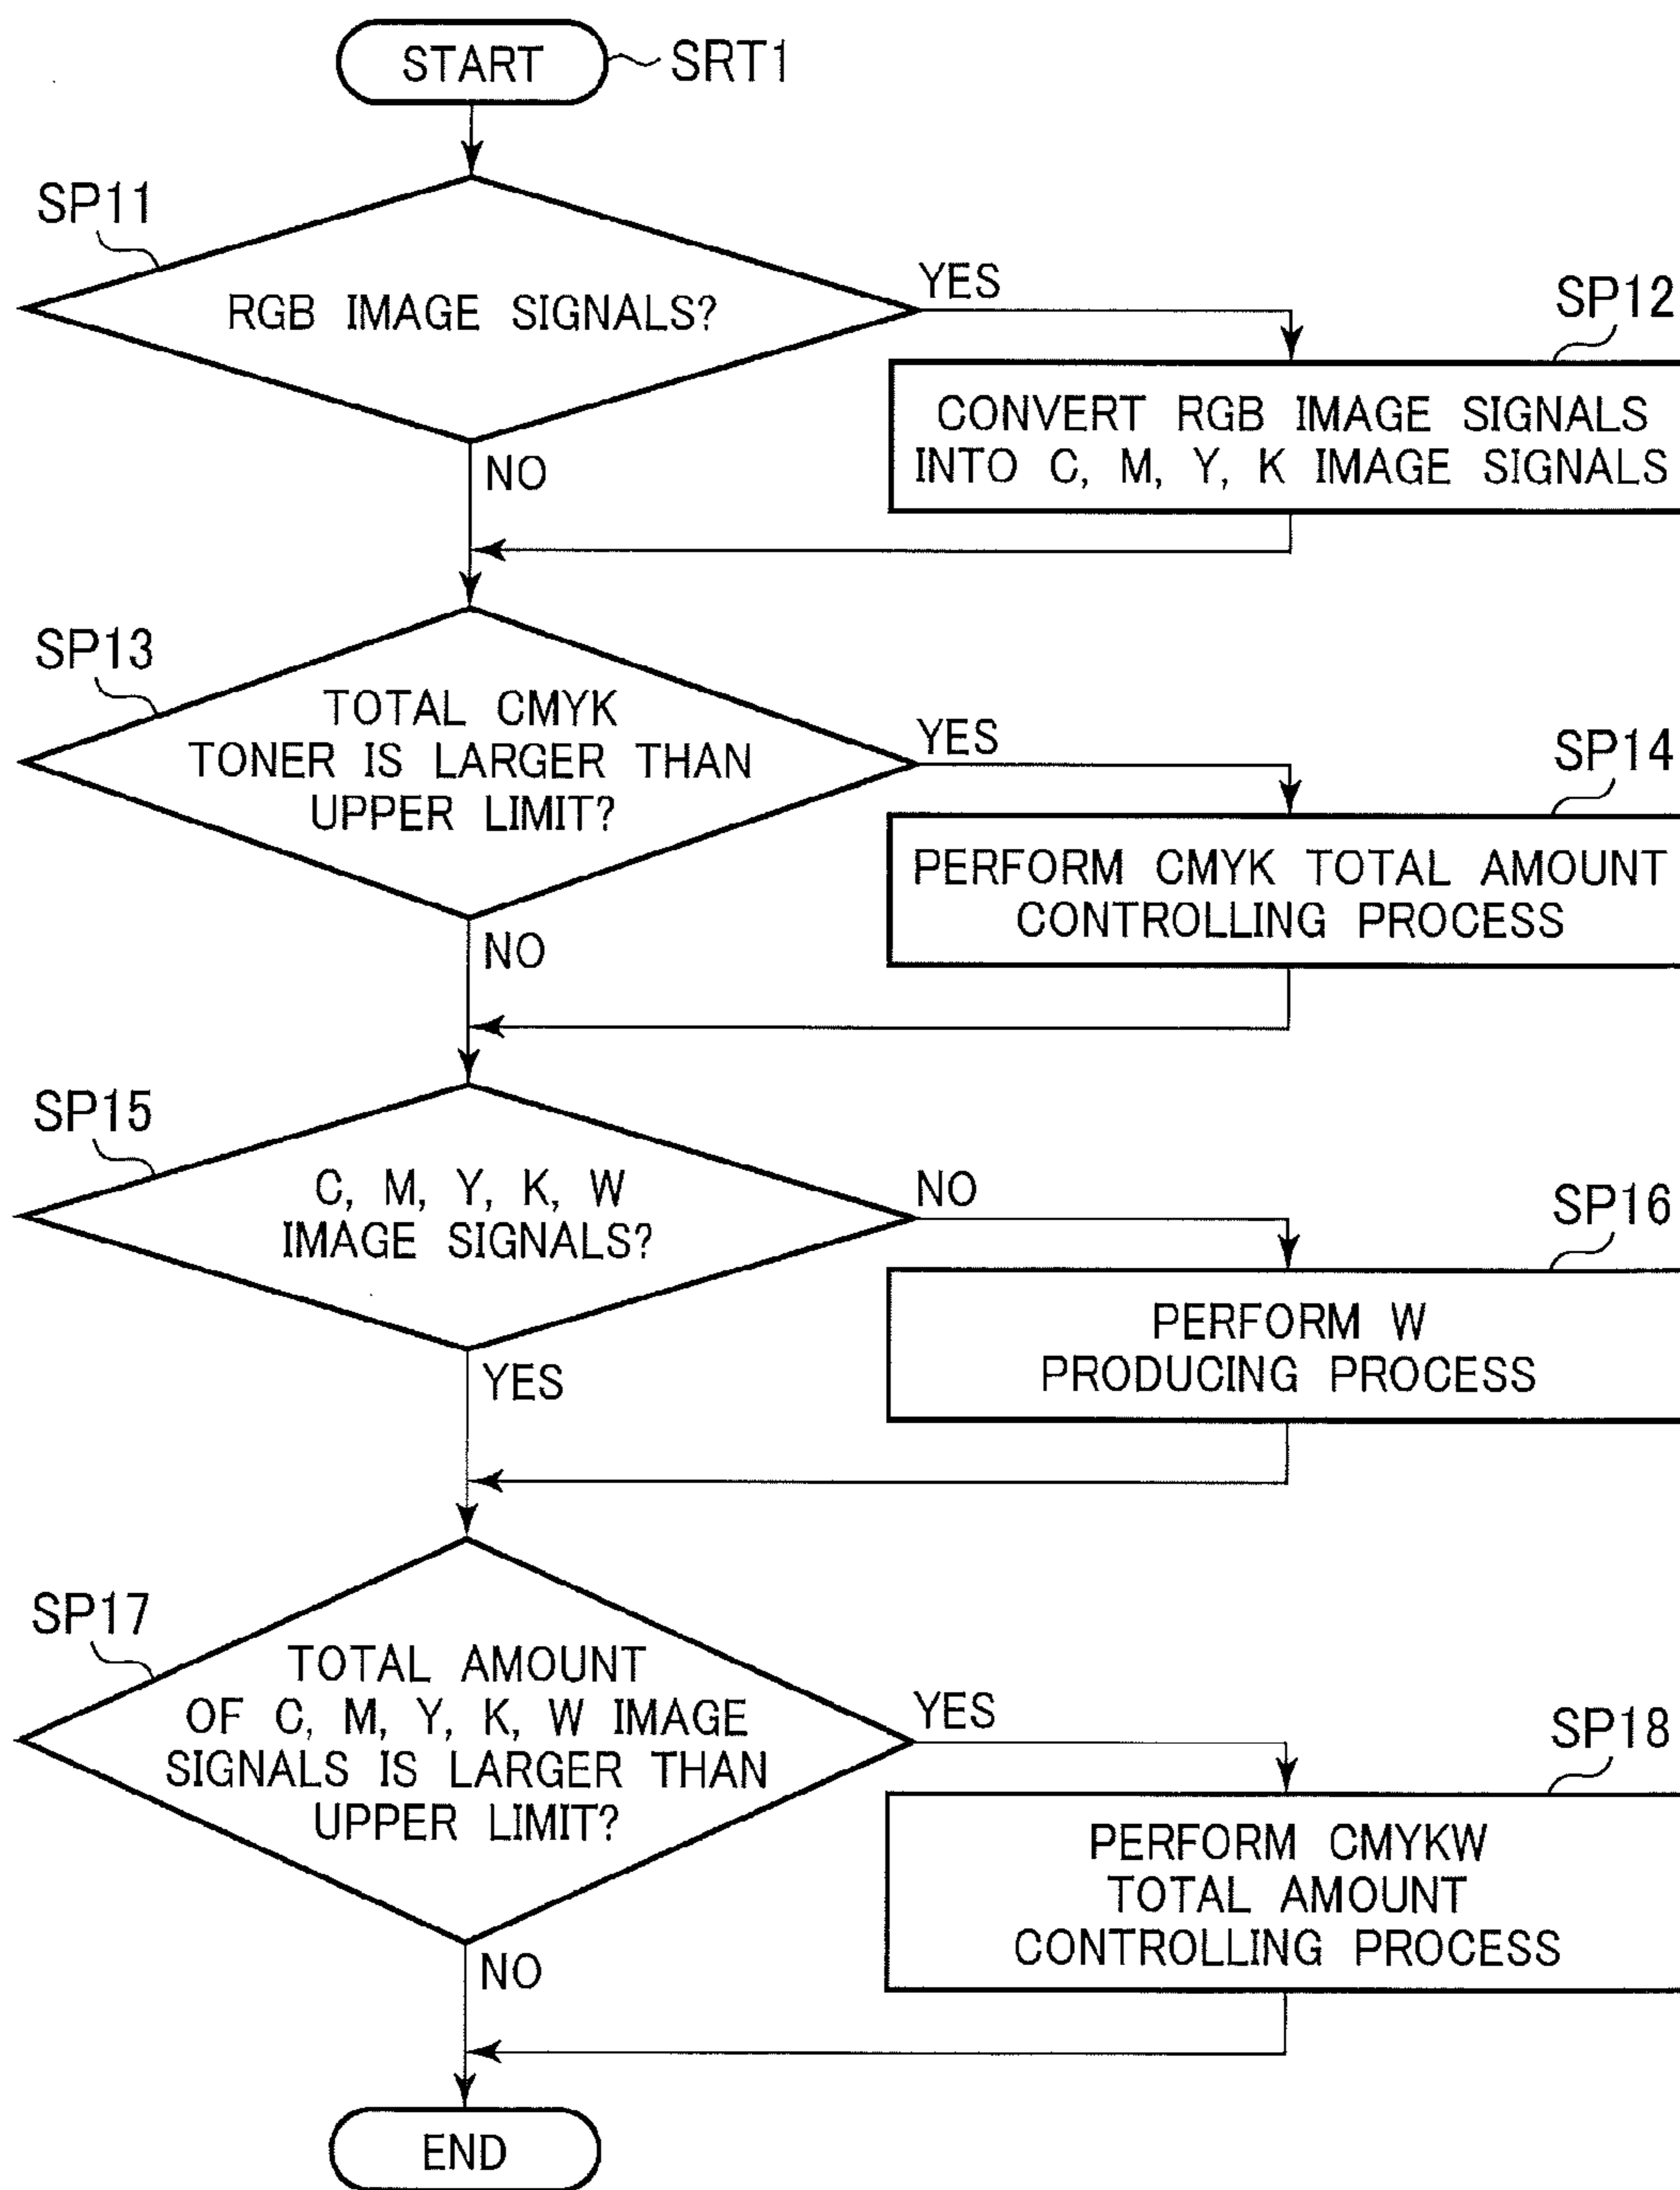 START
SRT1
SP11
RGB IMAGE SIGNALS?
YES
NO
SP12
CONVERT RGB IMAGE SIGNALS
INTO C, M, Y, K IMAGE SIGNALS
SP13
TOTAL CMYK
TONER IS LARGER THAN
UPPER LIMIT?
YES
NO
SP14
PERFORM CMYK TOTAL AMOUNT
CONTROLLING PROCESS
SP15
C, M, Y, K, W
IMAGE SIGNALS?
NO
YES
SP16
PERFORM W
PRODUCING PROCESS
SP17
TOTAL AMOUNT
OF C, M, Y, K, W IMAGE
SIGNALS IS LARGER THAN
UPPER LIMIT?
YES
NO
SP18
PERFORM CMYKW
TOTAL AMOUNT
CONTROLLING PROCESS
END